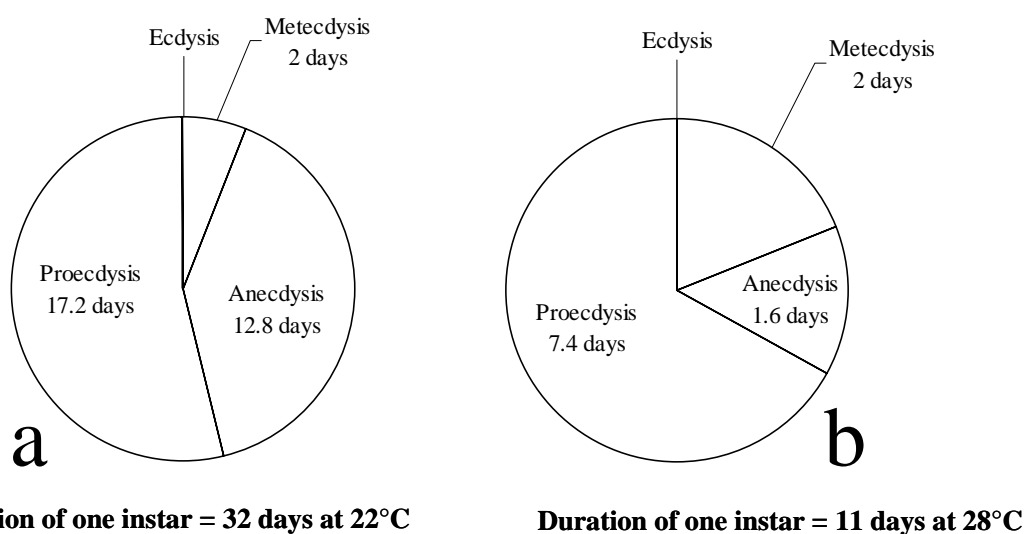 Ecdysis
Metecdysis
2 days
Proecdysis
17.2 days
Anecdysis
12.8 days
a
ion of one instar = 32 days at 22°C
Ecdysis
Metecdysis
2 days
Anecdysis
1.6 days
Proecdysis
7.4 days
b
Duration of one instar = 11 days at 28°C